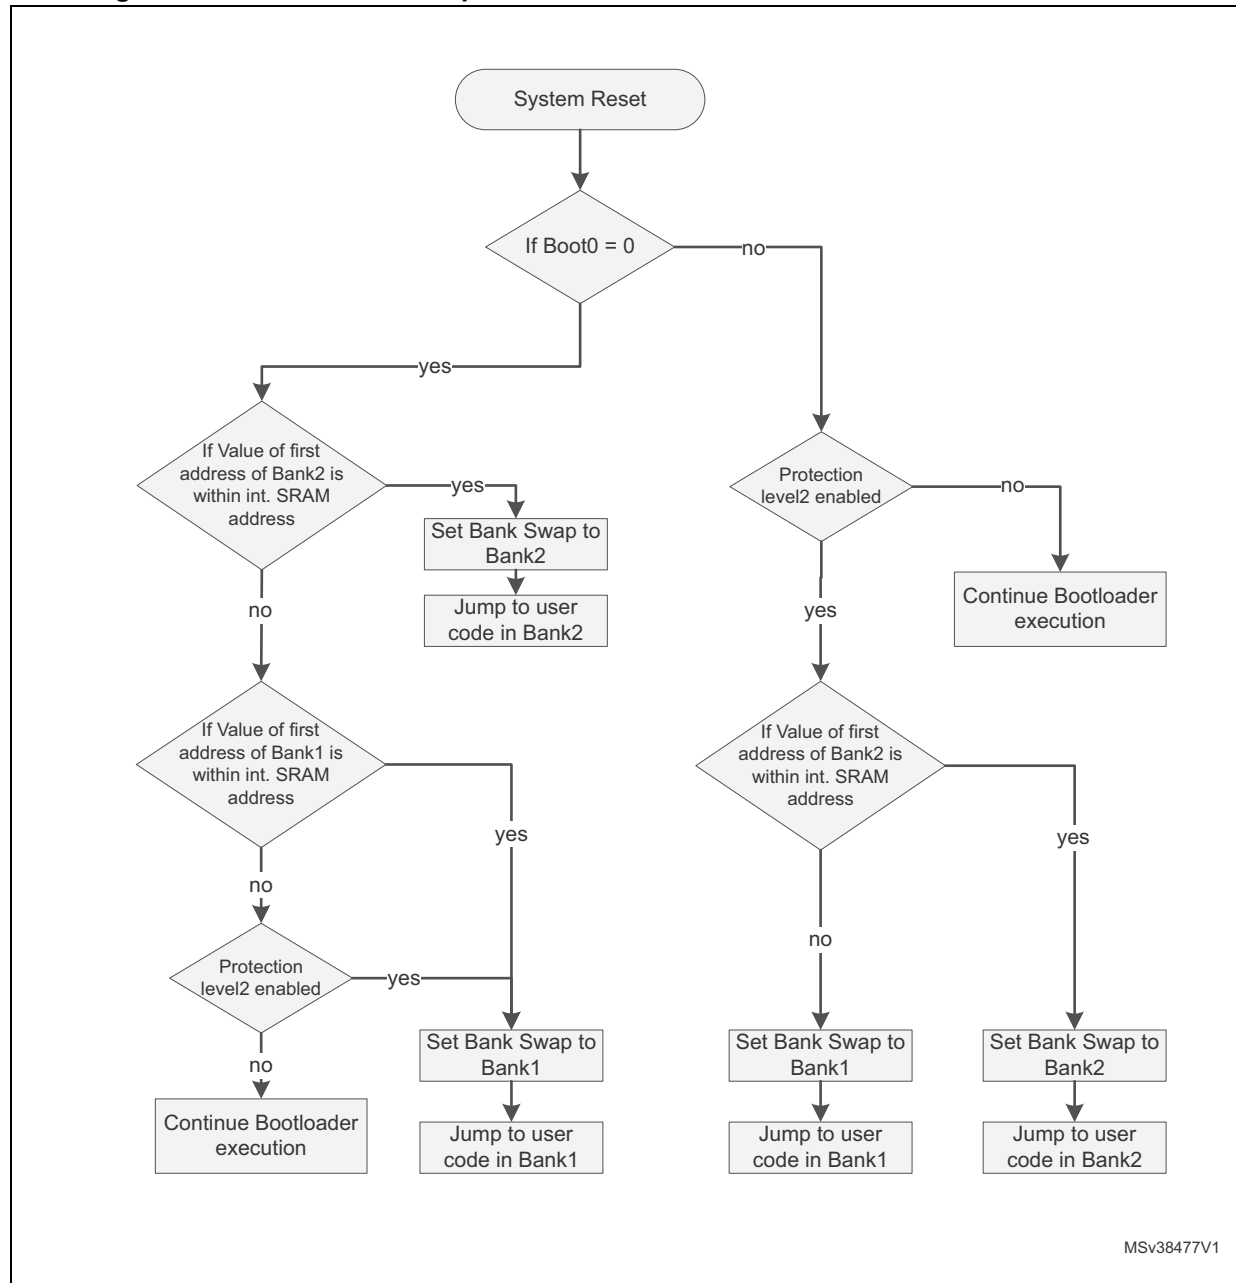 System Reset
If Boot0 = 0
no
yes
If Value of first
address of Bank2 is
within int. SRAM
address
yes
Set Bank Swap to
Bank2
Jump to user
code in Bank2
no
If Value of first
address of Bank1 is
within int. SRAM
address
yes
no
Protection
level2 enabled
yes
no
Continue Bootloader
execution
Set Bank Swap to
Bank1
Jump to user
code in Bank1
Protection
level2 enabled
no
Continue Bootloader
execution
yes
If Value of first
address of Bank2 is
within int. SRAM
address
no
yes
Set Bank Swap to
Bank1
Jump to user
code in Bank1
Set Bank Swap to
Bank2
Jump to user
code in Bank2
MSv38477V1